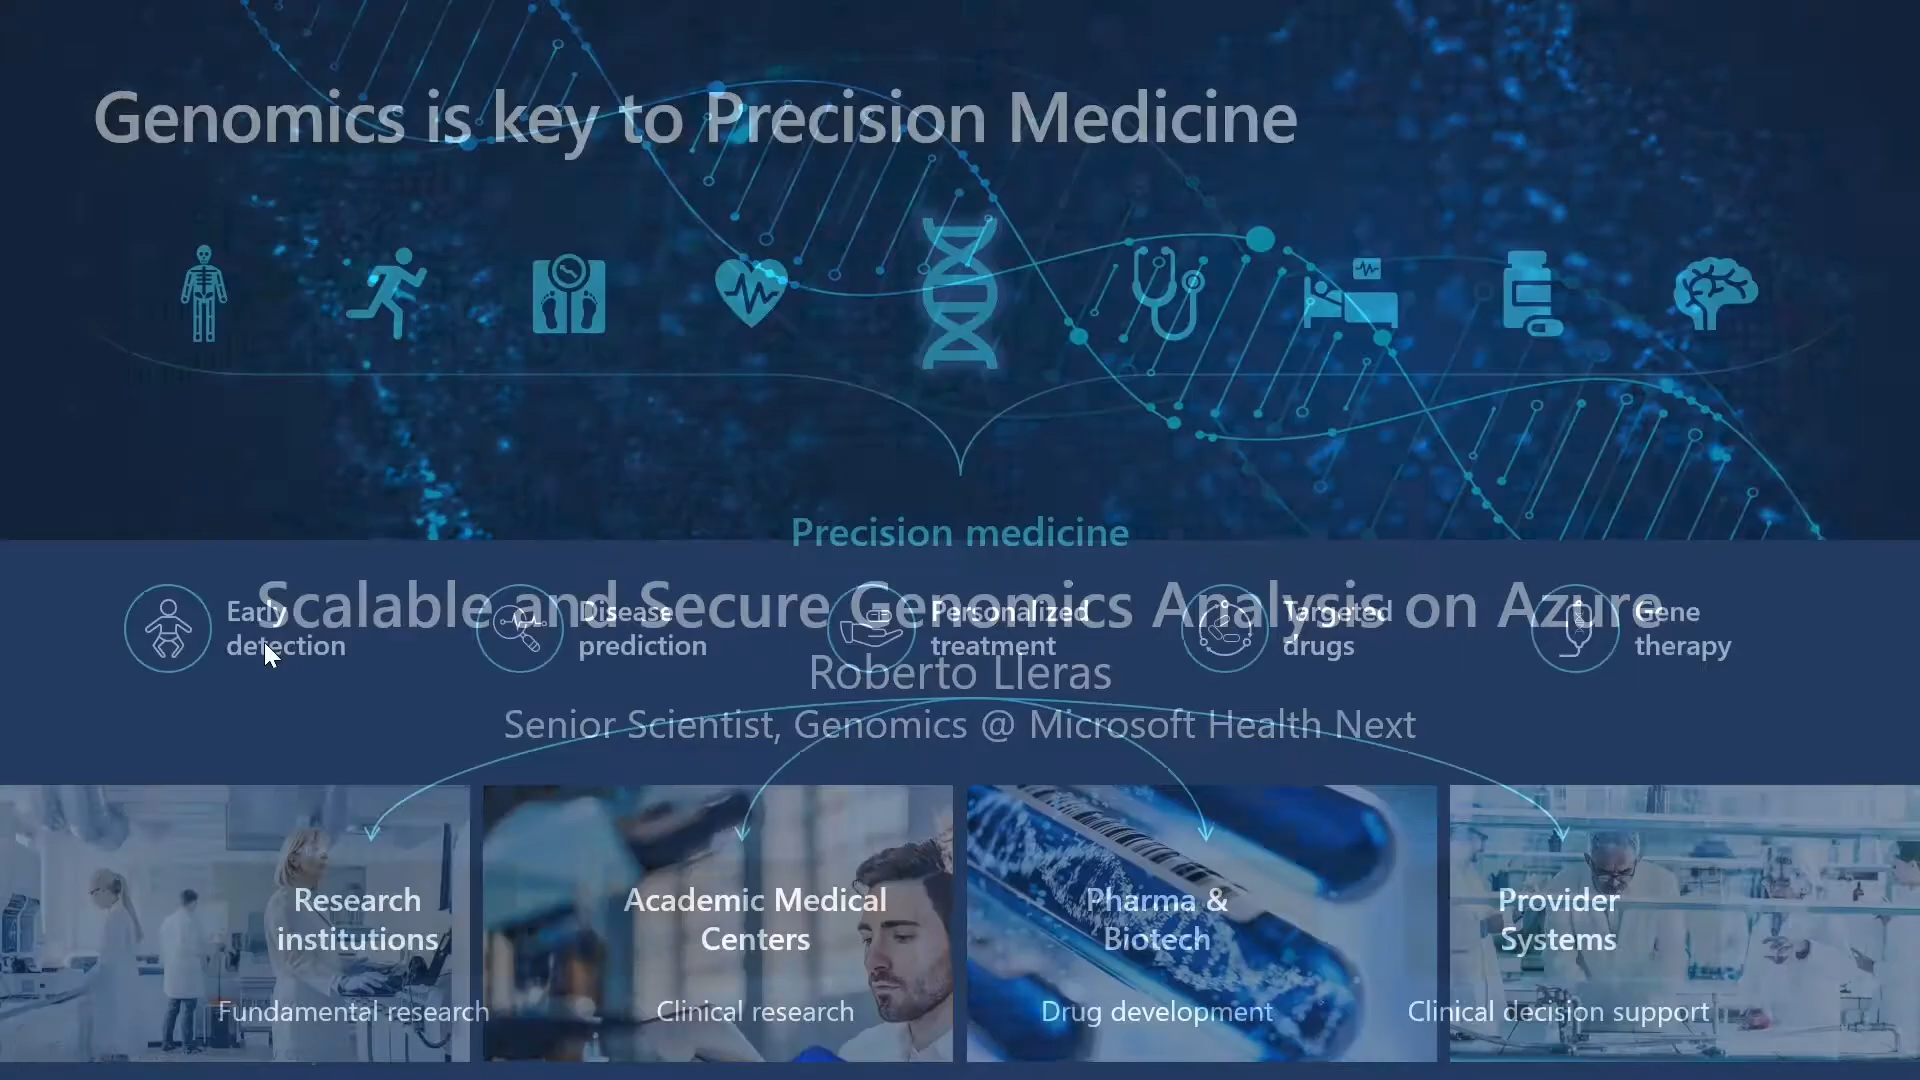 Genomics is key to Precision Medicine
Precision medicine
Scalable and Secure Genomics Analysis on Azure
Roberto Lleras
Senior Scientist, Genomics @ Microsoft Health Next
Early
detection
Disease
prediction
Personalized
treatment
Targeted
drugs
Gene
therapy
Research
institutions
Fundamental research
Academic Medical
Centers
Clinical research
Pharma &
Biotech
Drug development
Provider
Systems
Clinical decision support